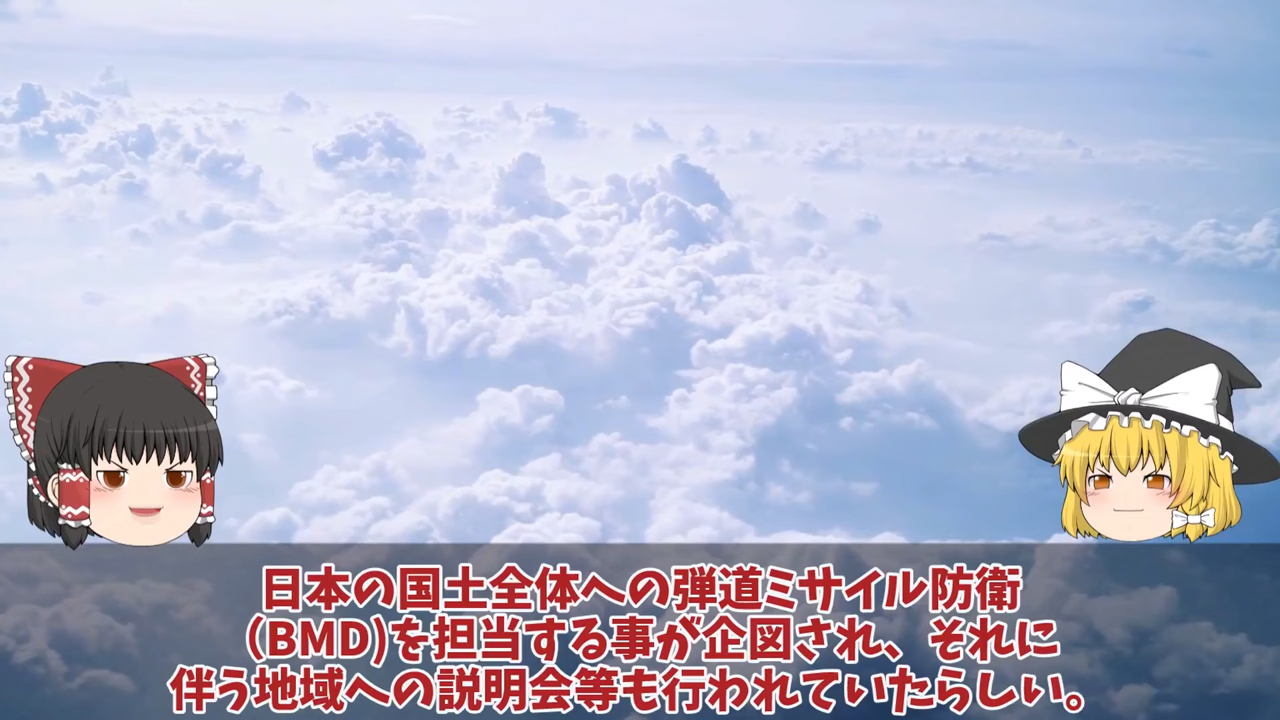 日本の国土全体への弾道ミサイル防衛
(BMD)を担当する事が企図され、それに
伴う地域への説明会等も行われていたらしい。